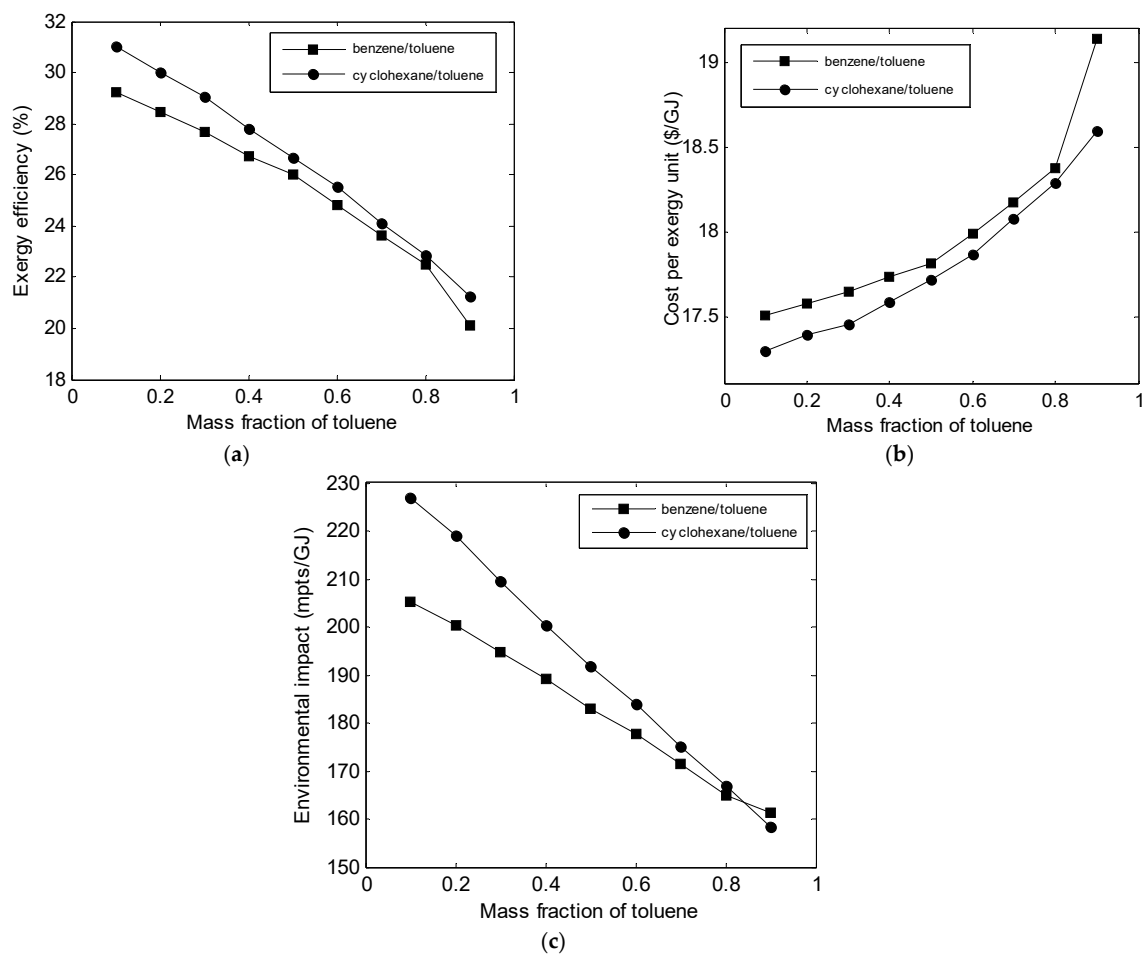 32
30
28
26
24
22
20
18
Exergy efficiency (%)
benzene/toluene
cy clohexane/toluene
0 0.2 0.4 0.6 0.8 1
Mass fraction of toluene
(a)
19
18.5
18
17.5
Cost per exergy unit ($/GJ)
benzene/toluene
cy clohexane/toluene
0 0.2 0.4 0.6 0.8 1
Mass fraction of toluene
(b)
230
220
210
200
190
180
170
160
150
Environmental impact (mpts/GJ)
benzene/toluene
cy clohexane/toluene
0 0.2 0.4 0.6 0.8 1
Mass fraction of toluene
(c)